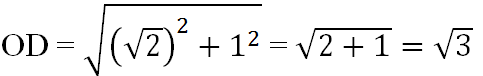 OD = √((√2)² + 1²) = √(2 + 1) = √3